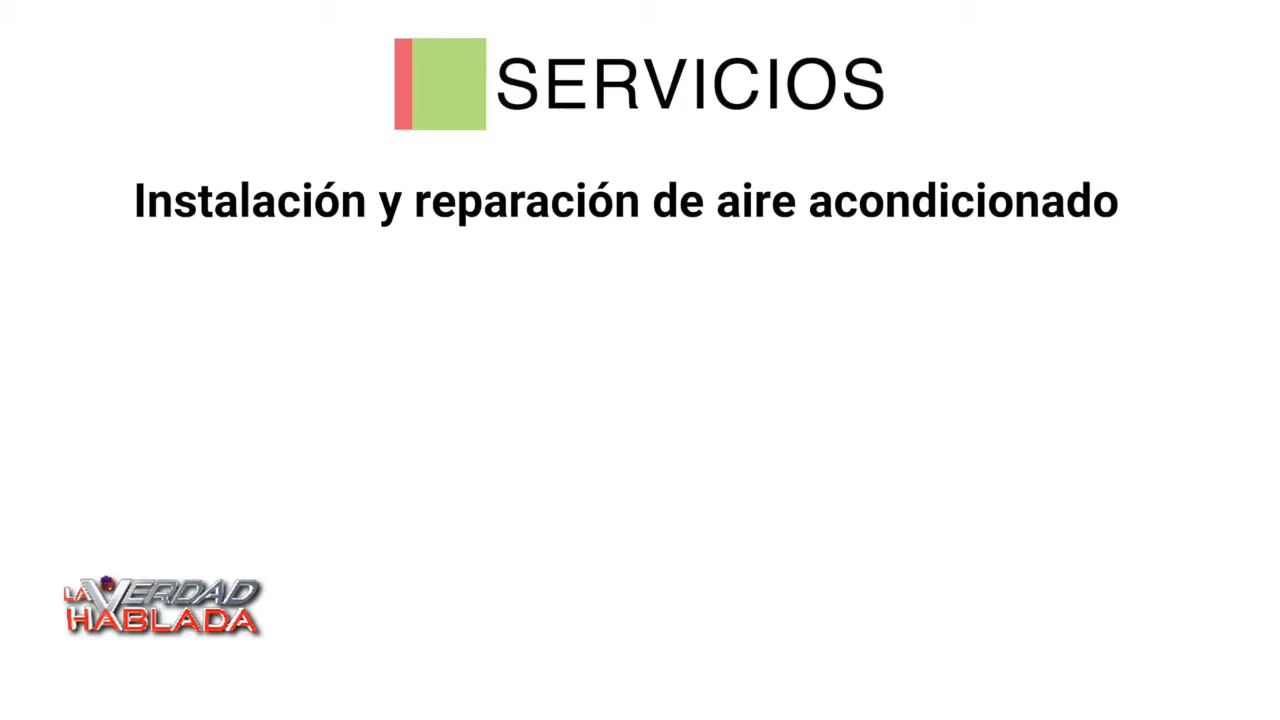 SERVICIOS
Instalación y reparación de aire acondicionado
LA VERDAD
HABLADA